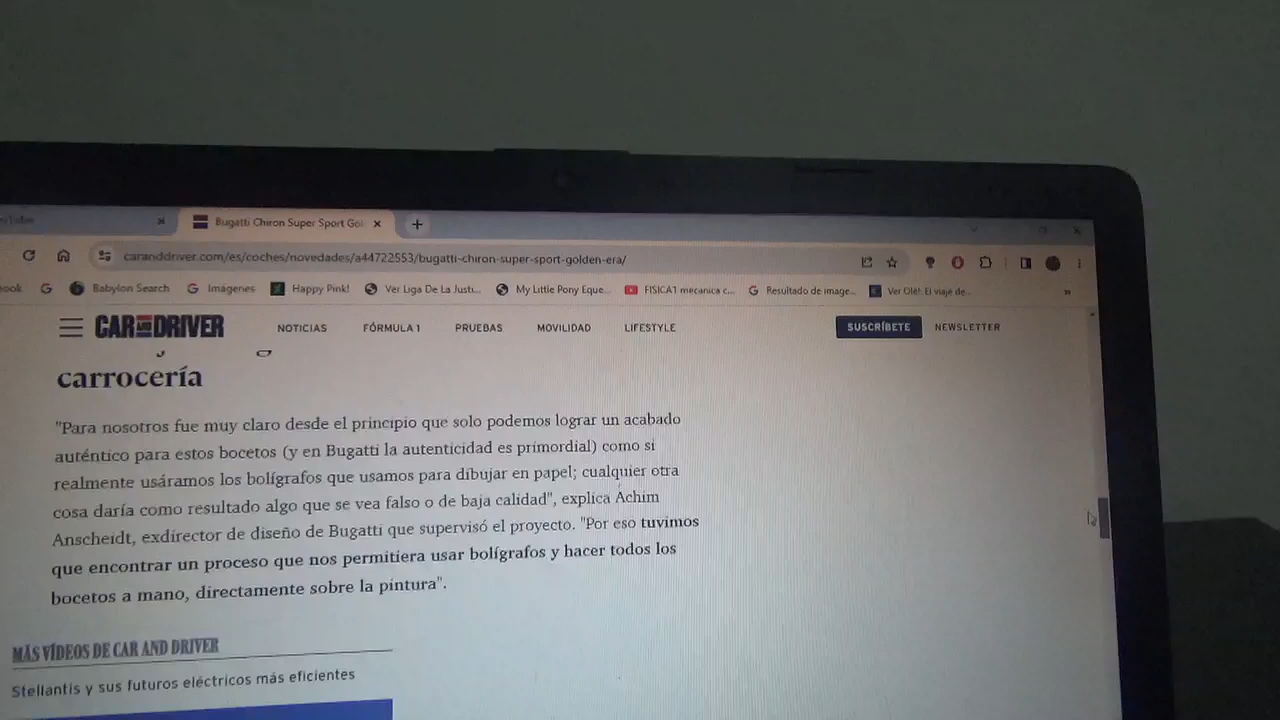 Bugatti Chiron Super Sport Gol
caranddriver.com/es/coches/novedades/a44722553/bugatti-chiron-super-sport-golden-era/
ook Babylon Search Imágenes Happy Pink! Ver Liga De La Justi... My Little Pony Eque... FISICA1 mecanica c... Resultado de image... Ver Olé!: El viaje de... »
CAR AND DRIVER NOTICIAS FÓRMULA 1 PRUEBAS MOVILIDAD LIFESTYLE SUSCRÍBETE NEWSLETTER
carrocería
"Para nosotros fue muy claro desde el principio que solo podemos lograr un acabado
auténtico para estos bocetos (y en Bugatti la autenticidad es primordial) como si
realmente usáramos los bolígrafos que usamos para dibujar en papel; cualquier otra
cosa daría como resultado algo que se vea falso o de baja calidad", explica Achim
Anscheidt, exdirector de diseño de Bugatti que supervisó el proyecto. "Por eso tuvimos
que encontrar un proceso que nos permitiera usar bolígrafos y hacer todos los
bocetos a mano, directamente sobre la pintura".
MÁS VÍDEOS DE CAR AND DRIVER
Stellantis y sus futuros eléctricos más eficientes